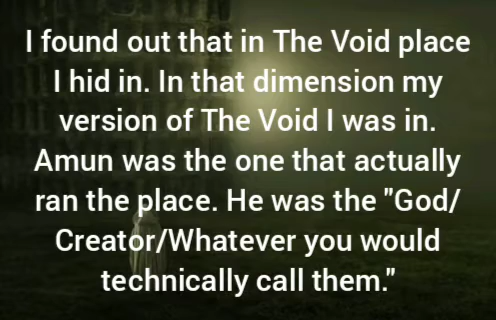 I found out that in The Void place
I hid in. In that dimension my
version of The Void I was in.
Amun was the one that actually
ran the place. He was the "God/
Creator/Whatever you would
technically call them."